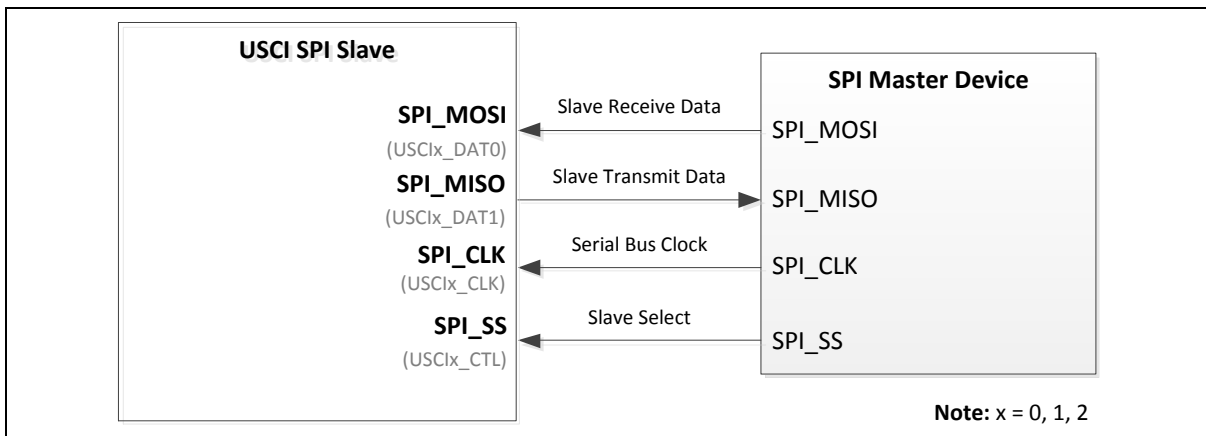 USCI SPI Slave
SPI Master Device
SPI_MOSI
(USCIx_DAT0)
Slave Receive Data
SPI_MOSI
SPI_MISO
(USCIx_DAT1)
Slave Transmit Data
SPI_MISO
SPI_CLK
(USCIx_CLK)
Serial Bus Clock
SPI_CLK
SPI_SS
(USCIx_CTL)
Slave Select
SPI_SS
Note: x = 0, 1, 2